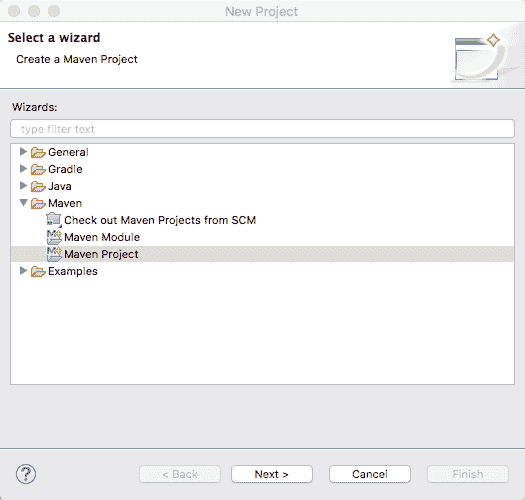 New Project
Select a wizard
Create a Maven Project
Wizards:
type filter text
General
Gradle
Java
Maven
Check out Maven Projects from SCM
Maven Module
Maven Project
Examples
?
< Back
Next >
Cancel
Finish